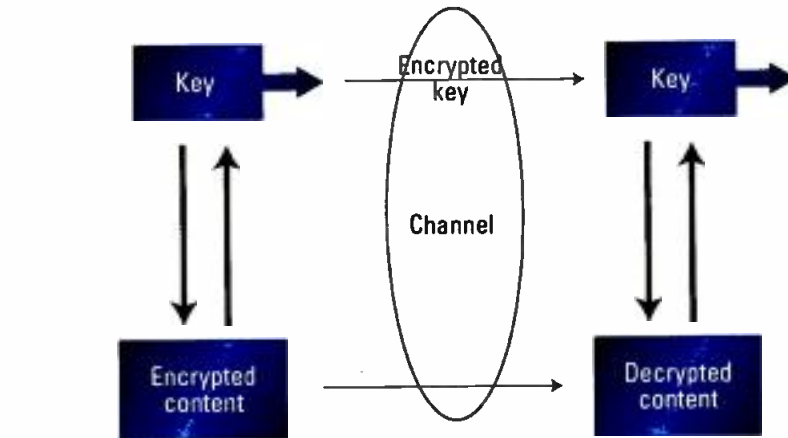 Key
Encrypted
key
Key
Channel
Encrypted
content
Decrypted
content